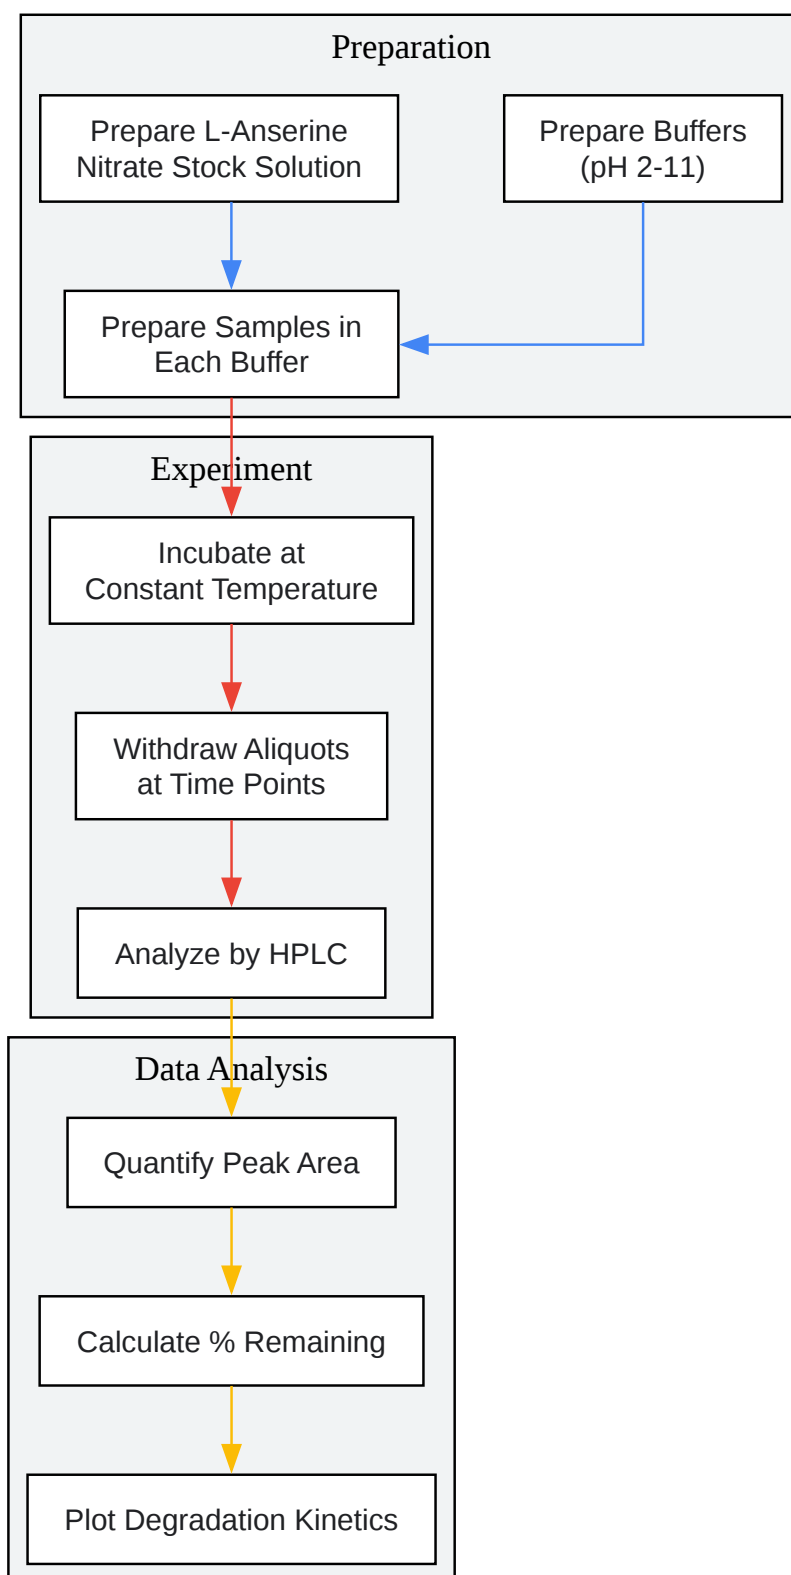 Preparation
Prepare L-Anserine
Nitrate Stock Solution
Prepare Buffers
(pH 2-11)
Prepare Samples in
Each Buffer
Experiment
Incubate at
Constant Temperature
Withdraw Aliquots
at Time Points
Analyze by HPLC
Data Analysis
Quantify Peak Area
Calculate % Remaining
Plot Degradation Kinetics